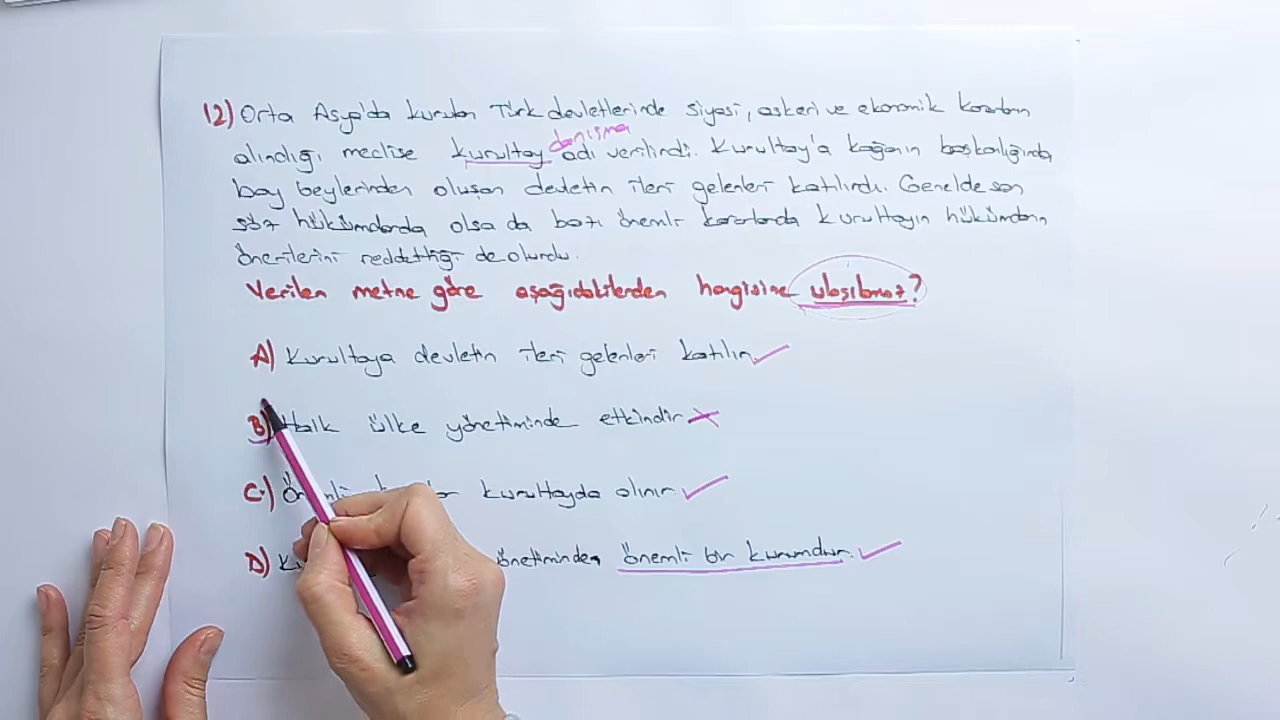 12) Orta Asya'da kurulan Türk devletlerinde siyasi, askeri ve ekonomik kararların
danışma
alındığı meclise kurultay adı verilirdi. Kurultay'a kağanın başkanlığında
boy beylerinden oluşan devletin ileri gelenleri katılırdı. Genelde son
söz hükümdarda olsa da bazı önemli kararlarda kurultayın hükümdarın
önerilerini reddettiği de olurdu.
Verilen metne göre aşağıdakilerden hangisine ulaşılamaz?
A) Kurultaya devletin ileri gelenleri katılır.
B) Halk ülke yönetiminde etkindir.
C) kurultayda alınır.
D) yönetiminde önemli bir kurumdur.